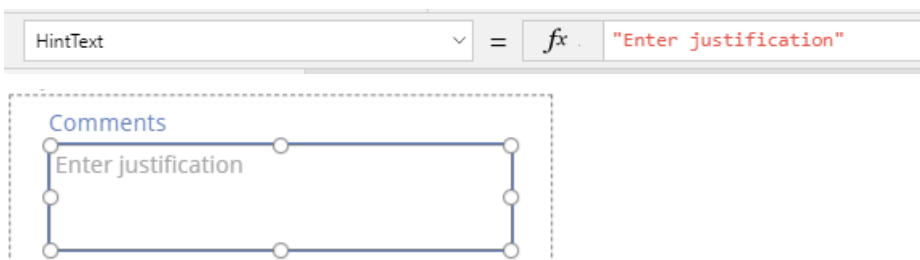 HintText = fx "Enter justification"
Comments
Enter justification